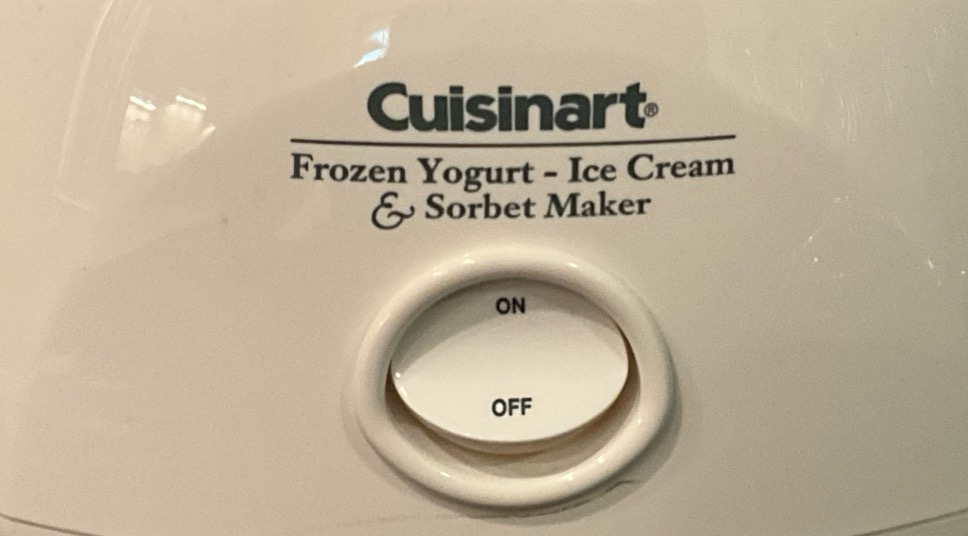 Cuisinart®
Frozen Yogurt - Ice Cream
& Sorbet Maker
ON
OFF